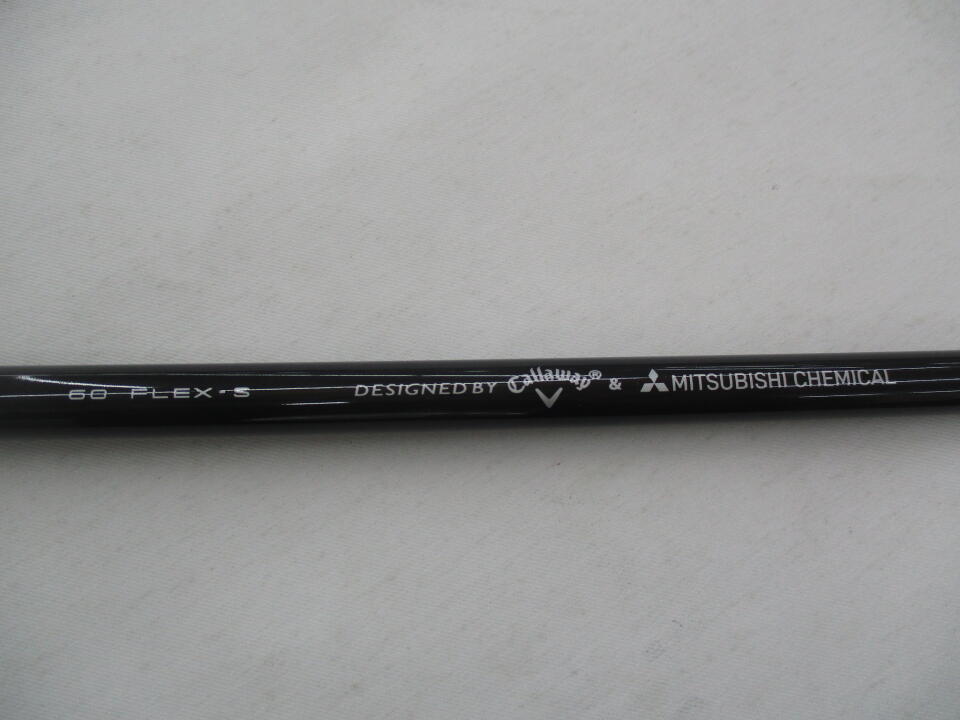 60 FLEX-S DESIGNED BY Callaway® & MITSUBISHI CHEMICAL